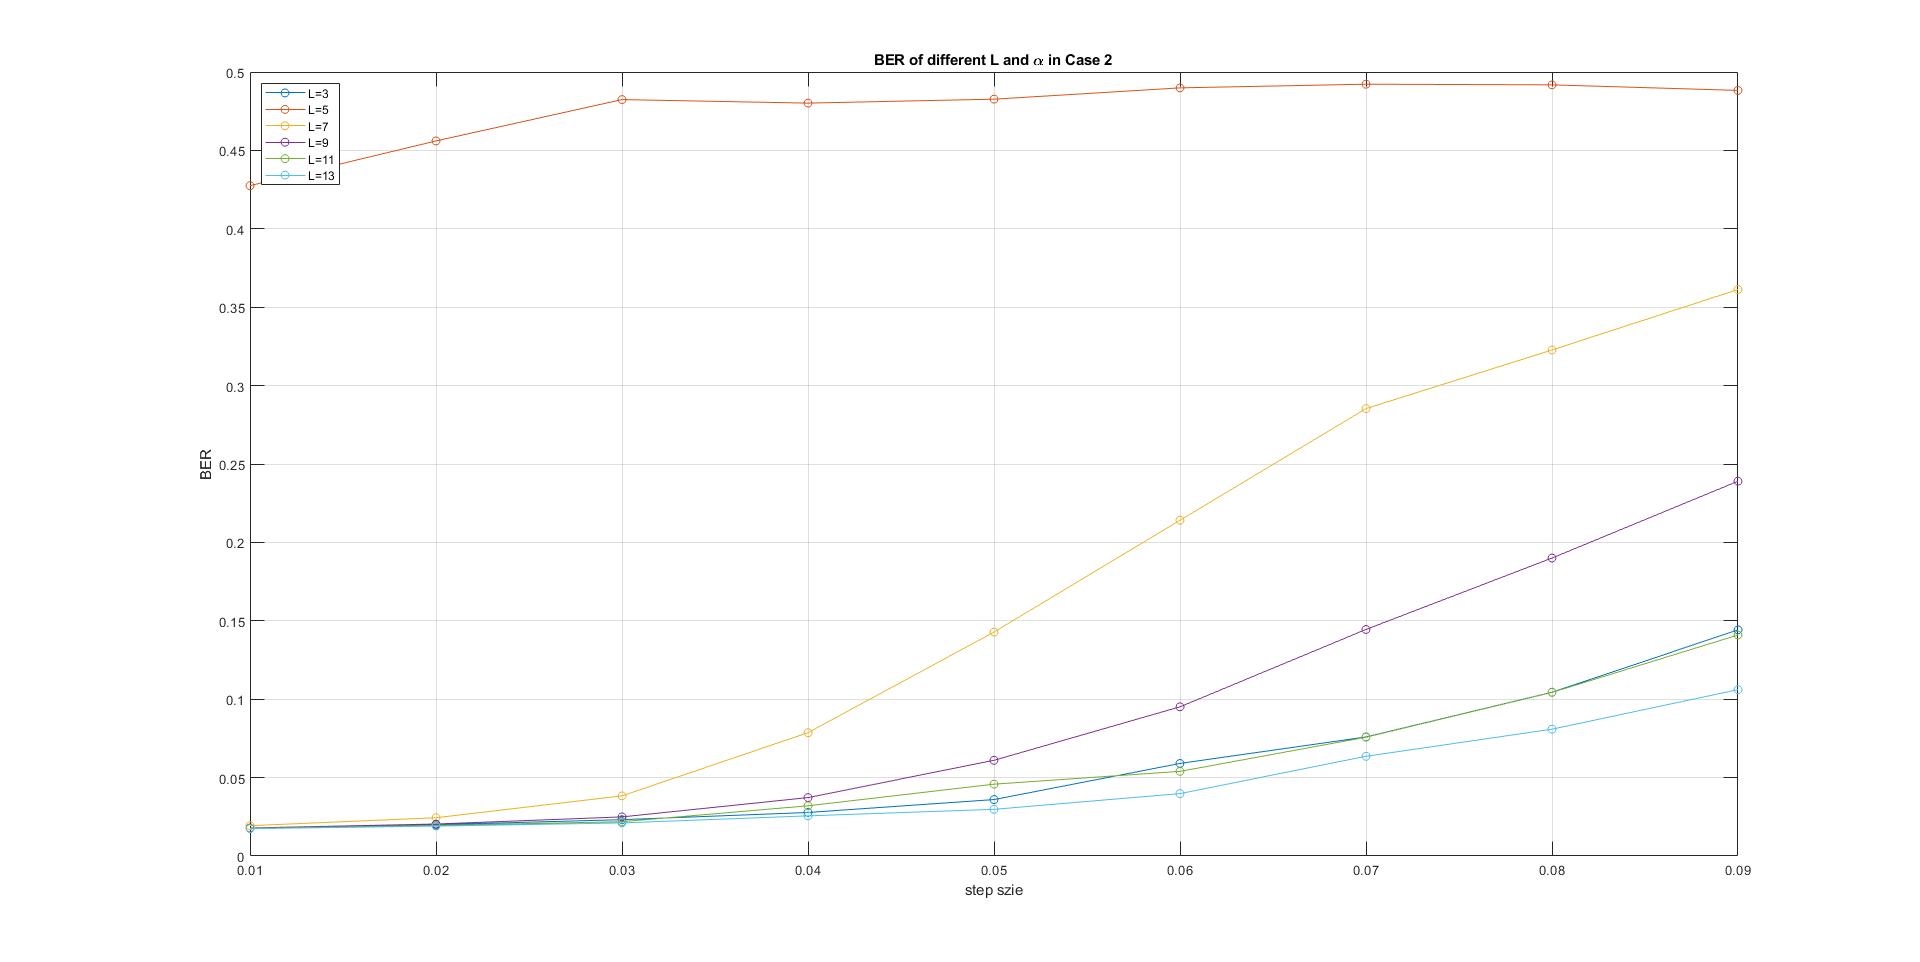 BER of different L and α in Case 2
0.5
0.45
0.4
0.35
0.3
0.25
0.2
0.15
0.1
0.05
0
BER
L=3
L=5
L=7
L=9
L=11
L=13
0.01 0.02 0.03 0.04 0.05 0.06 0.07 0.08 0.09
step szie